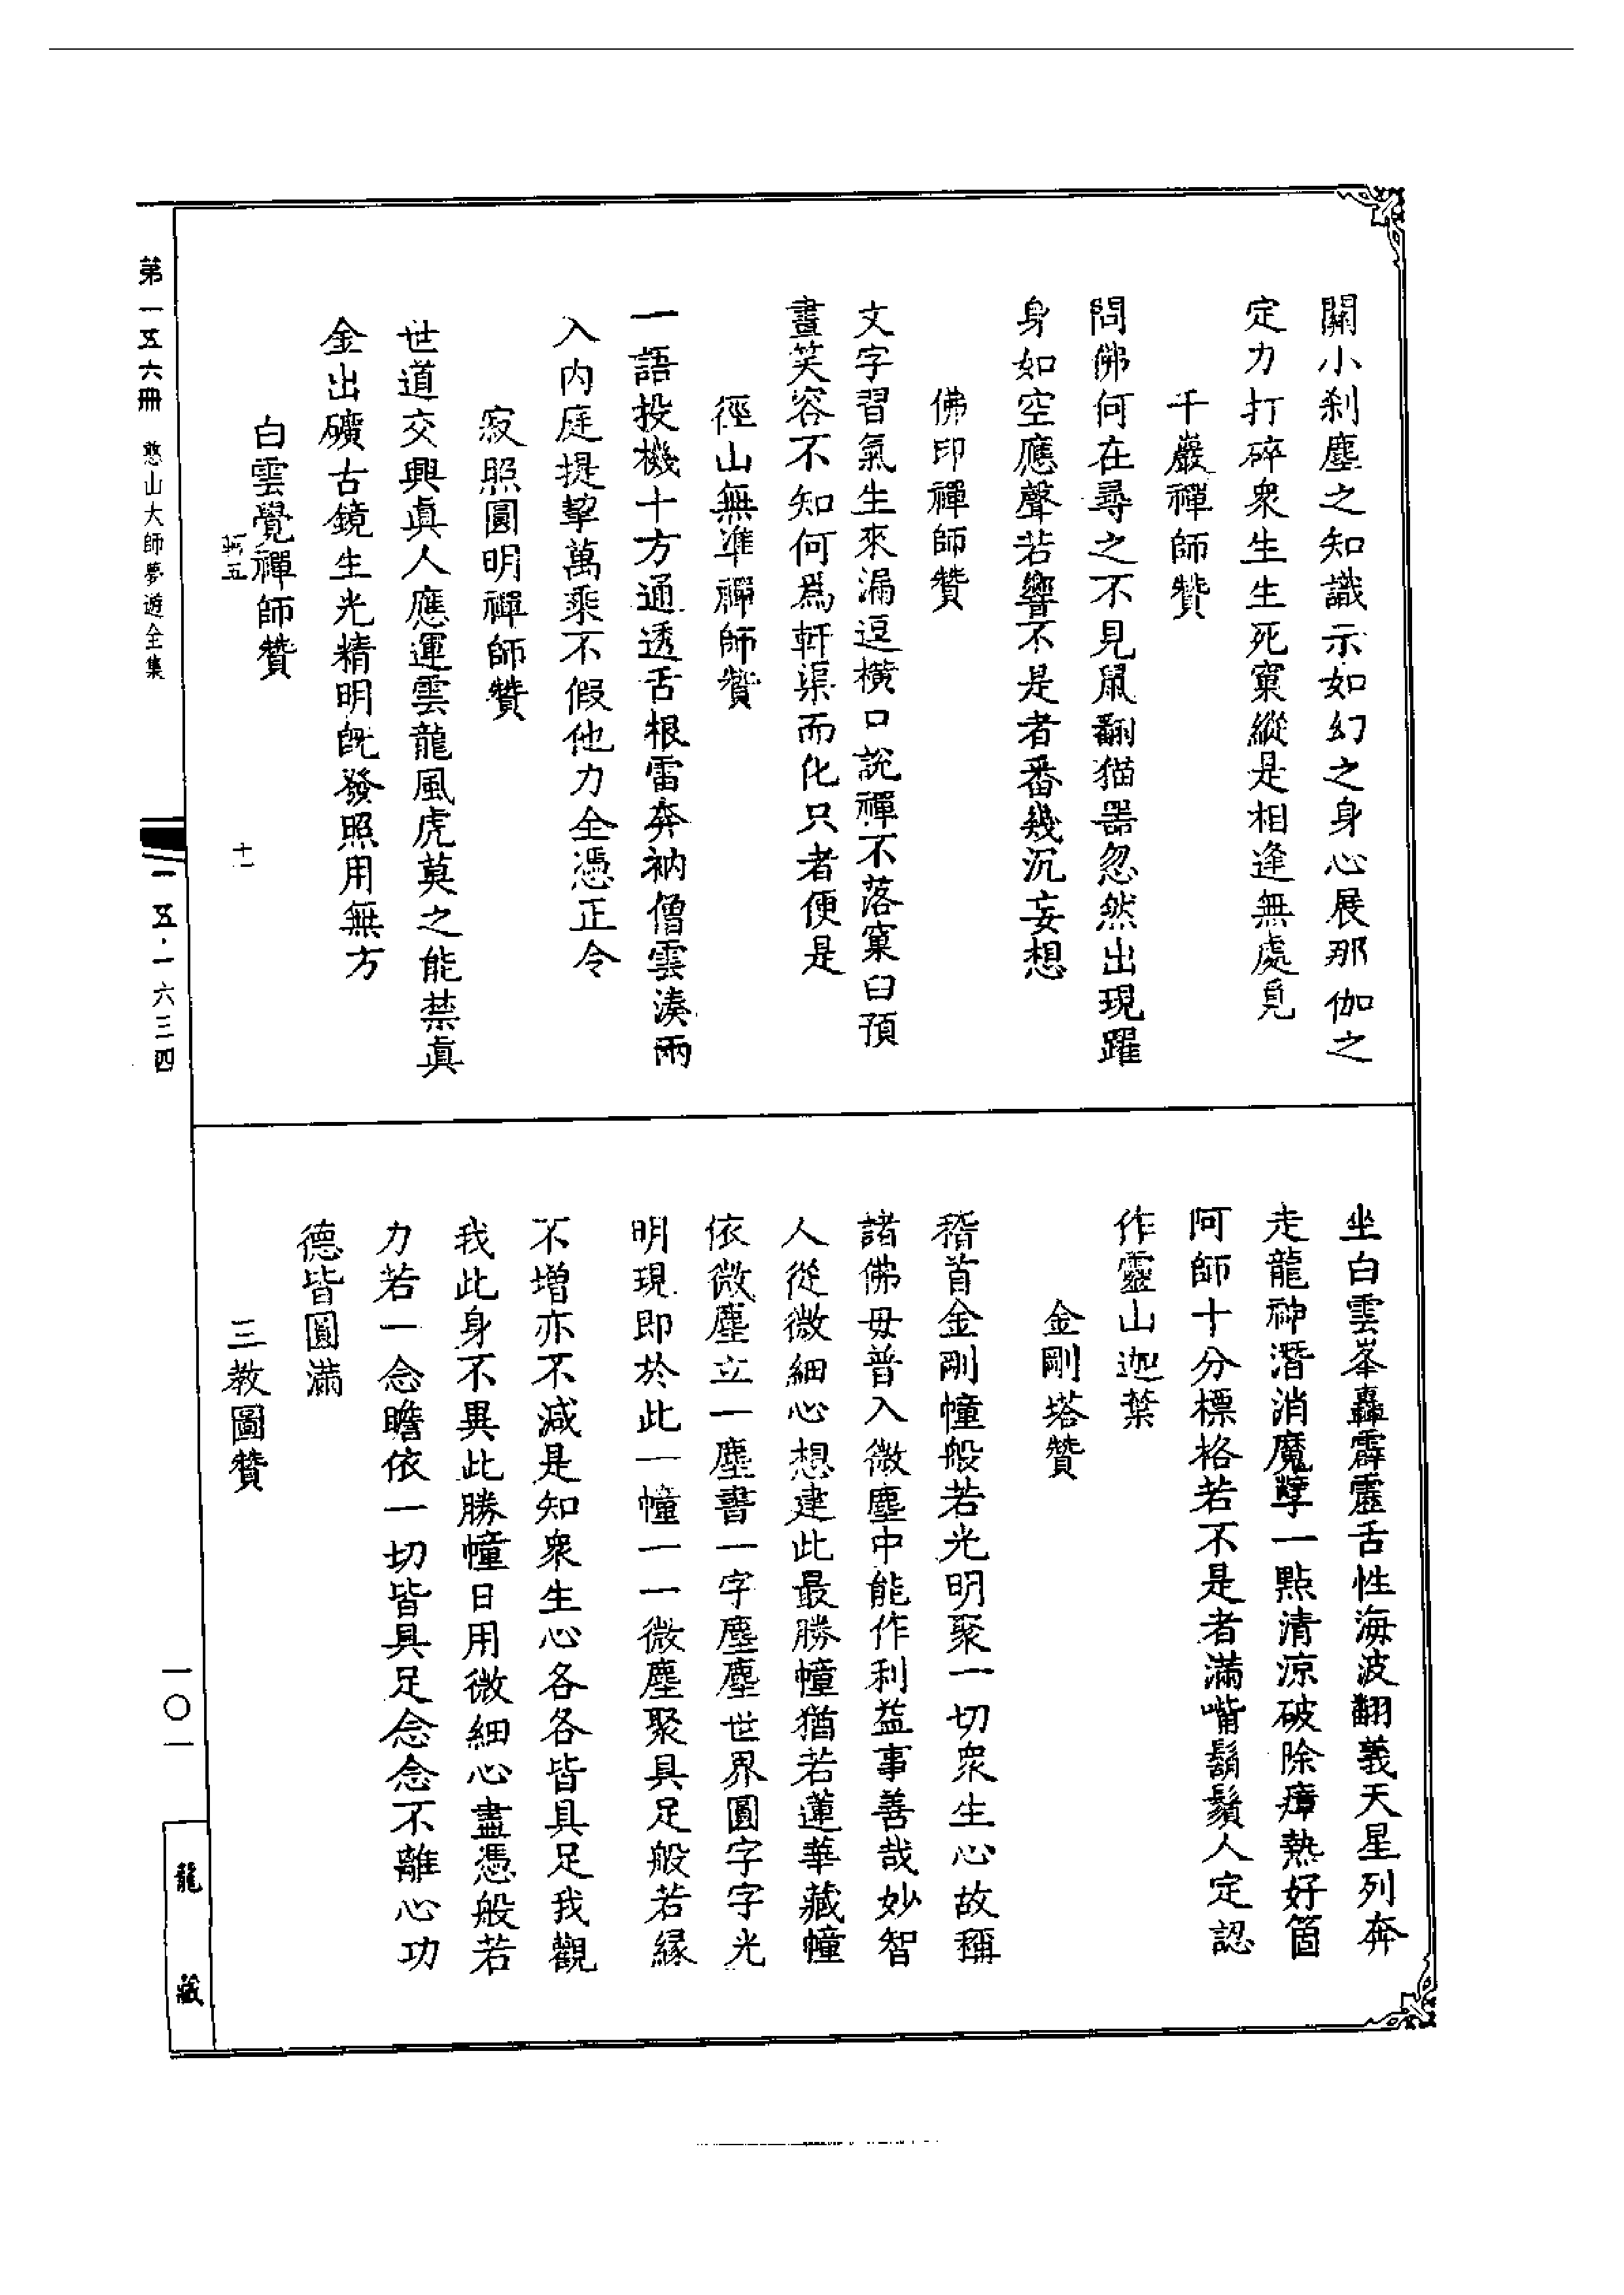 關小刹塵之知識示如幻之身心展那伽之
定力打碎衆生生死窠縱是相逢無處覓
千巖禪師贊
問佛何在尋之不見鼠翻猫器忽然出現躍
身如空應聲若響不是者番幾沉妄想
佛印禪師贊
文字習氣生來漏逗橫口說禪不落窠臼預
畫笑容不知何爲軒渠而化只者便是
徑山無準禪師贊
一語投機十方通透舌根雷奔衲僧雲湊兩
入內庭提挈萬乘不假他力全憑正令
寂照圓明禪師贊
世道交興眞人應運雲龍風虎莫之能禁眞
金出礦古鏡生光精明旣發照用無方
白雲覺禪師贊
五
十一
坐白雲峯轟霹靂舌性海波翻義天星列奔
走龍神潛消魔孽一點清涼破除瘴熱好箇
阿師十分標格若不是者滿嘴鬍鬚人定認
作靈山迦葉
金剛塔贊
稽首金剛幢般若光明聚一切衆生心故稱
諸佛毋普入微塵中能作利益事善哉妙智
人從微細心想建此最勝幢猶若蓮華藏幢
依微塵立一塵書一字塵塵世界圓字字光
明現即於此一幢一一微塵聚具足般若緣
不增亦不減是知衆生心各各皆具足我觀
我此身不異此勝幢日用微細心盡憑般若
力若一念瞻依一切皆具足念念不離心功
德皆圓滿
三教圖贊
第一五六冊 憨山大師夢遊全集
一五·一六三四
一〇一
龍藏